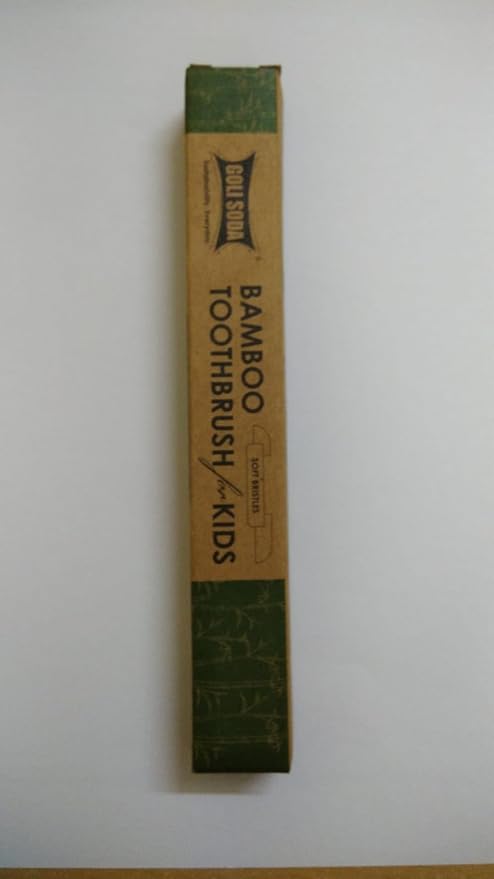 GOLI SODA
Sustainability. Everyday.
BAMBOO
TOOTHBRUSH for KIDS
SOFT BRISTLES